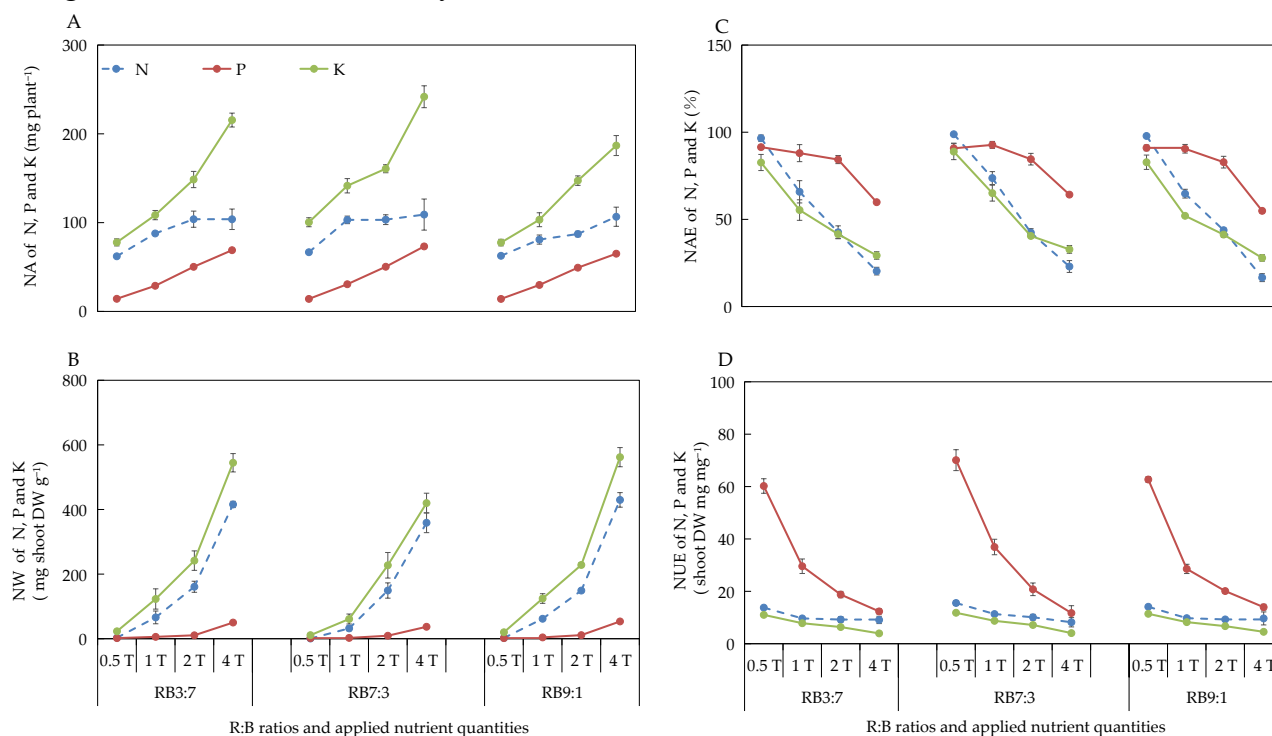 A
NA of N, P and K (mg plant⁻¹)
300
200
100
0
N
P
K
B
NW of N, P and K
( mg shoot DW g⁻¹)
800
600
400
200
0
0.5 T 1 T 2 T 4 T 0.5 T 1 T 2 T 4 T 0.5 T 1 T 2 T 4 T
RB3:7 RB7:3 RB9:1
R:B ratios and applied nutrient quantities
C
NAE of N, P and K (%)
150
100
50
0
D
NUE of N, P and K
( shoot DW mg mg⁻¹)
100
80
60
40
20
0
0.5 T 1 T 2 T 4 T 0.5 T 1 T 2 T 4 T 0.5 T 1 T 2 T 4 T
RB3:7 RB7:3 RB9:1
R:B ratios and applied nutrient quantities